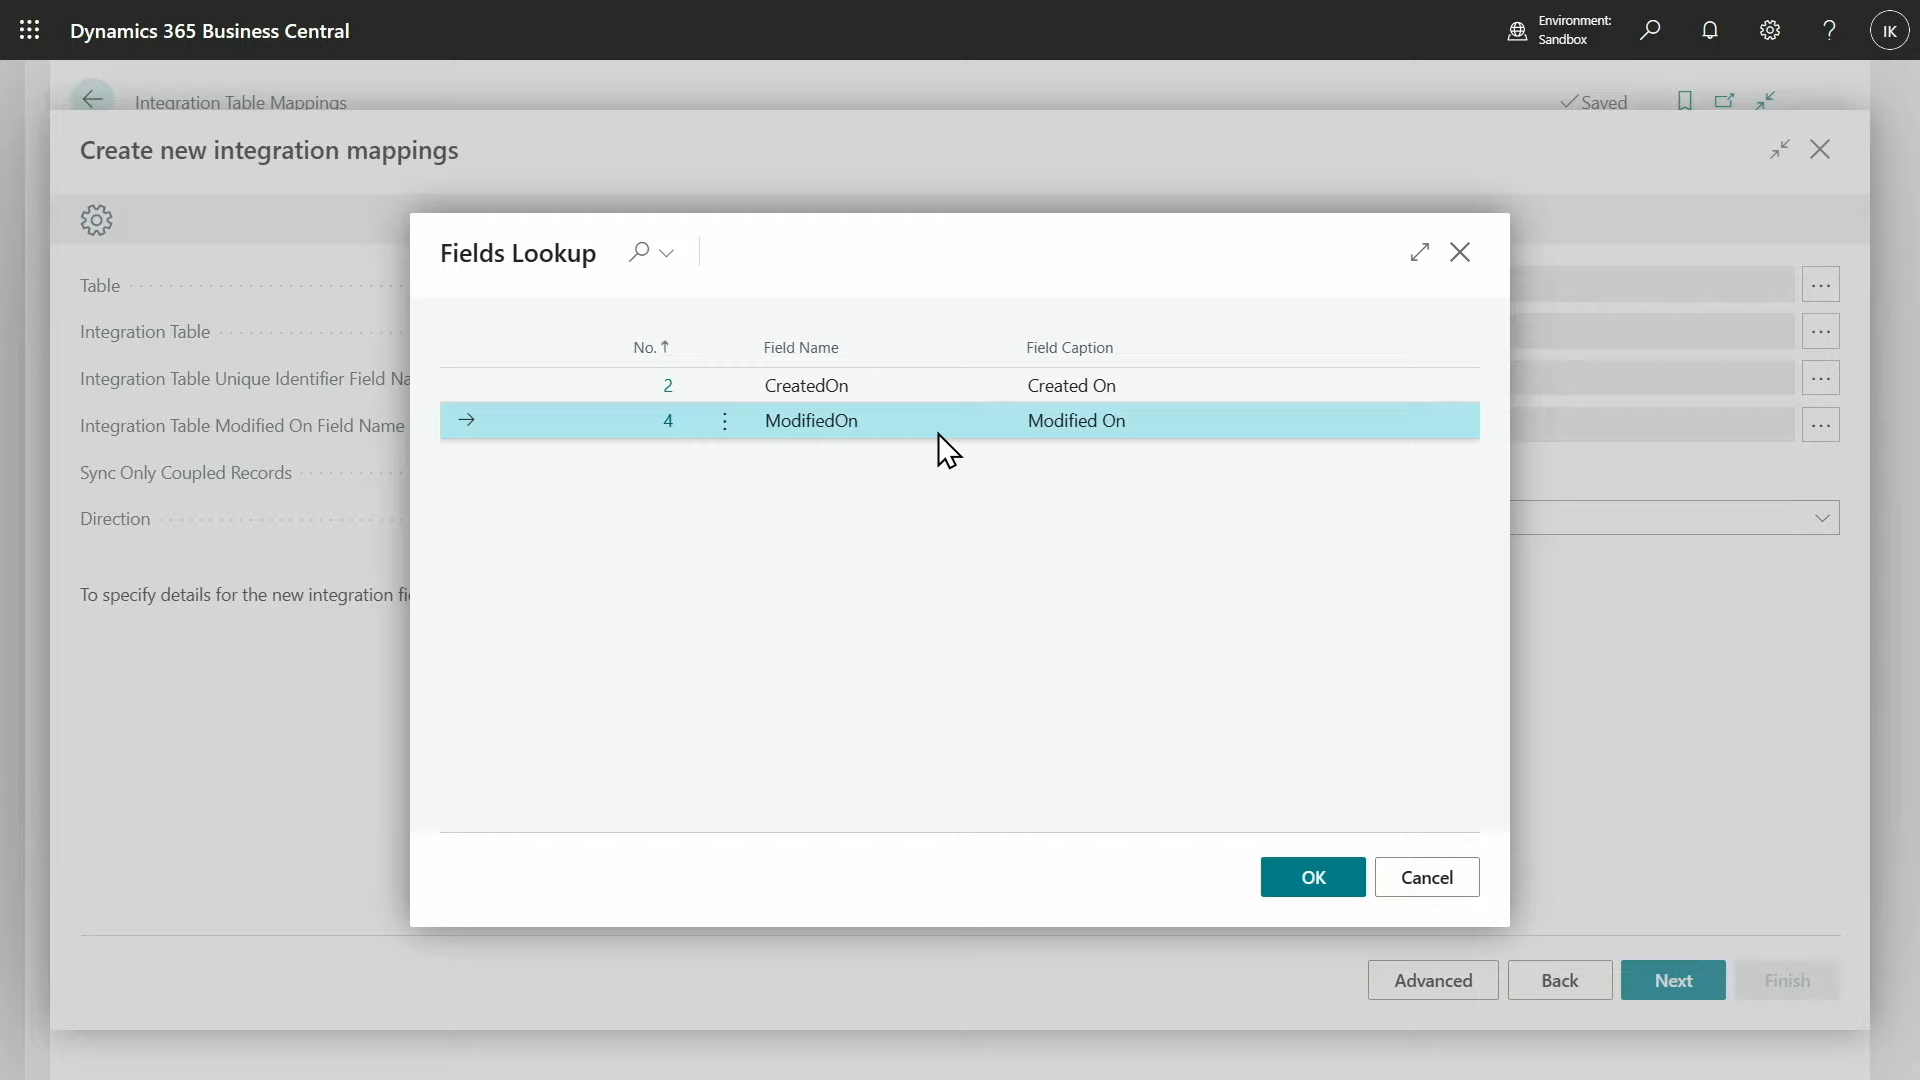 Dynamics 365 Business Central
Environment:
Sandbox
?
IK
Integration Table Mappings
Saved
Create new integration mappings
Fields Lookup
Table
Integration Table
Integration Table Unique Identifier Field Na
Integration Table Modified On Field Name
Sync Only Coupled Records
Direction
To specify details for the new integration fi
No. Field Name Field Caption
2 CreatedOn Created On
4 ModifiedOn Modified On
OK Cancel
Advanced Back Next Finish